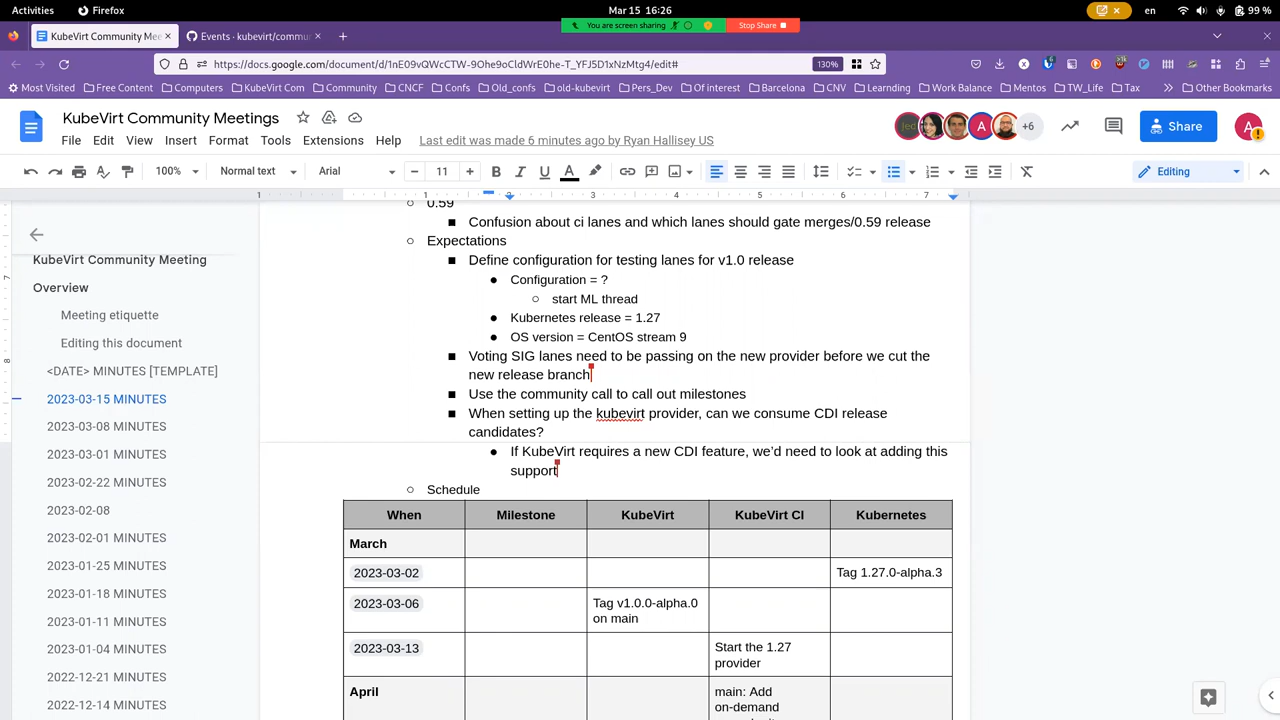 Activities
Firefox
Mar 15 16:26
en
99 %
You are screen sharing
Stop Share
KubeVirt Community Mee
Events · kubevirt/commu
https://docs.google.com/document/d/1nE09vQWcCTW-9Ohe9oCldWrE0he-T_YFJ5D1xNzMtg4/edit#
130%
Most Visited
Free Content
Computers
KubeVirt Com
Community
CNCF
Confs
Old_confs
old-kubevirt
Pers_Dev
Of interest
Barcelona
CNV
Learnding
Work Balance
Mentos
TW_Life
Tax
Other Bookmarks
KubeVirt Community Meetings
File Edit View Insert Format Tools Extensions Help
Last edit was made 6 minutes ago by Ryan Hallisey US
Jed
A
+6
Share
A
100%
Normal text
Arial
11
Editing
1 1 2 3 4 5 6 7
7
8
KubeVirt Community Meeting
Overview
Meeting etiquette
Editing this document
<DATE> MINUTES [TEMPLATE]
2023-03-15 MINUTES
2023-03-08 MINUTES
2023-03-01 MINUTES
2023-02-22 MINUTES
2023-02-08
2023-02-01 MINUTES
2023-01-25 MINUTES
2023-01-18 MINUTES
2023-01-11 MINUTES
2023-01-04 MINUTES
2022-12-21 MINUTES
2022-12-14 MINUTES
0.59
Confusion about ci lanes and which lanes should gate merges/0.59 release
Expectations
Define configuration for testing lanes for v1.0 release
Configuration = ?
start ML thread
Kubernetes release = 1.27
OS version = CentOS stream 9
Voting SIG lanes need to be passing on the new provider before we cut the
new release branch
Use the community call to call out milestones
When setting up the kubevirt provider, can we consume CDI release
candidates?
If KubeVirt requires a new CDI feature, we'd need to look at adding this
support
Schedule
When Milestone KubeVirt KubeVirt CI Kubernetes
March
2023-03-02 Tag 1.27.0-alpha.3
2023-03-06 Tag v1.0.0-alpha.0
on main
2023-03-13 Start the 1.27
provider
April main: Add
on-demand